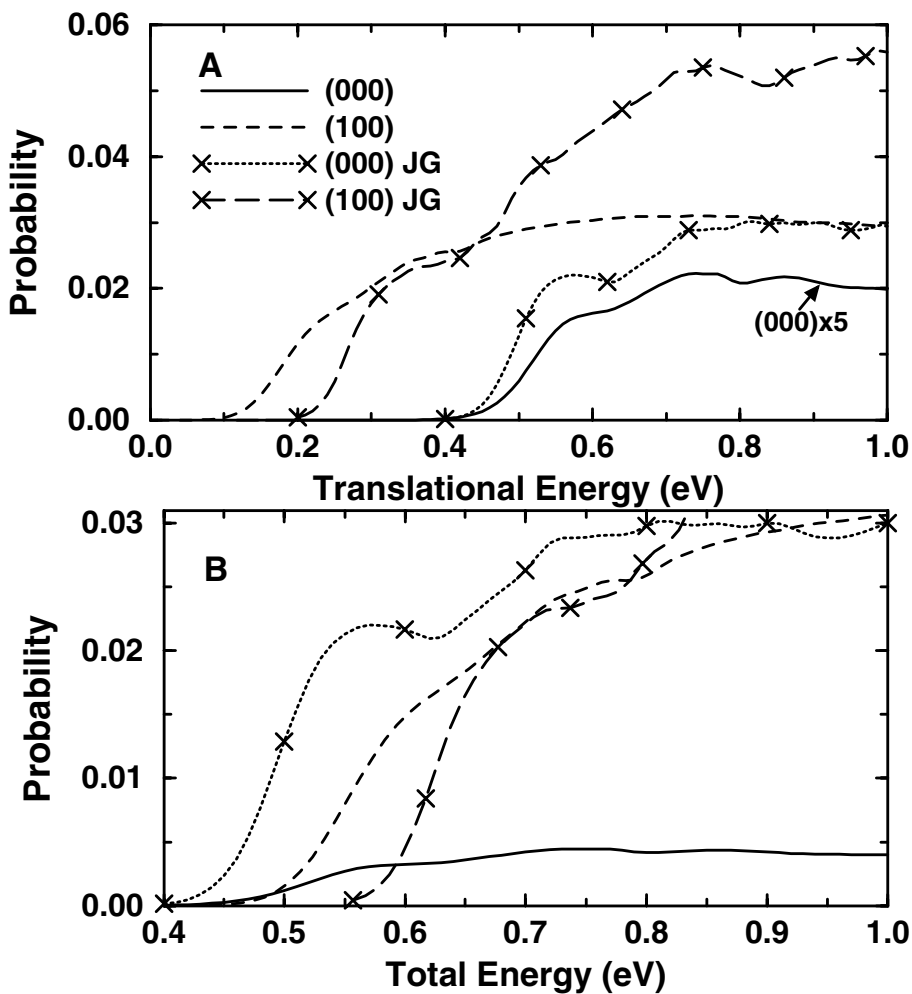 A
(000)
(100)
(000) JG
(100) JG
(000)x5
Probability
0.06
0.04
0.02
0.00
0.0 0.2 0.4 0.6 0.8 1.0
Translational Energy (eV)
B
Probability
0.03
0.02
0.01
0.00
0.4 0.5 0.6 0.7 0.8 0.9 1.0
Total Energy (eV)